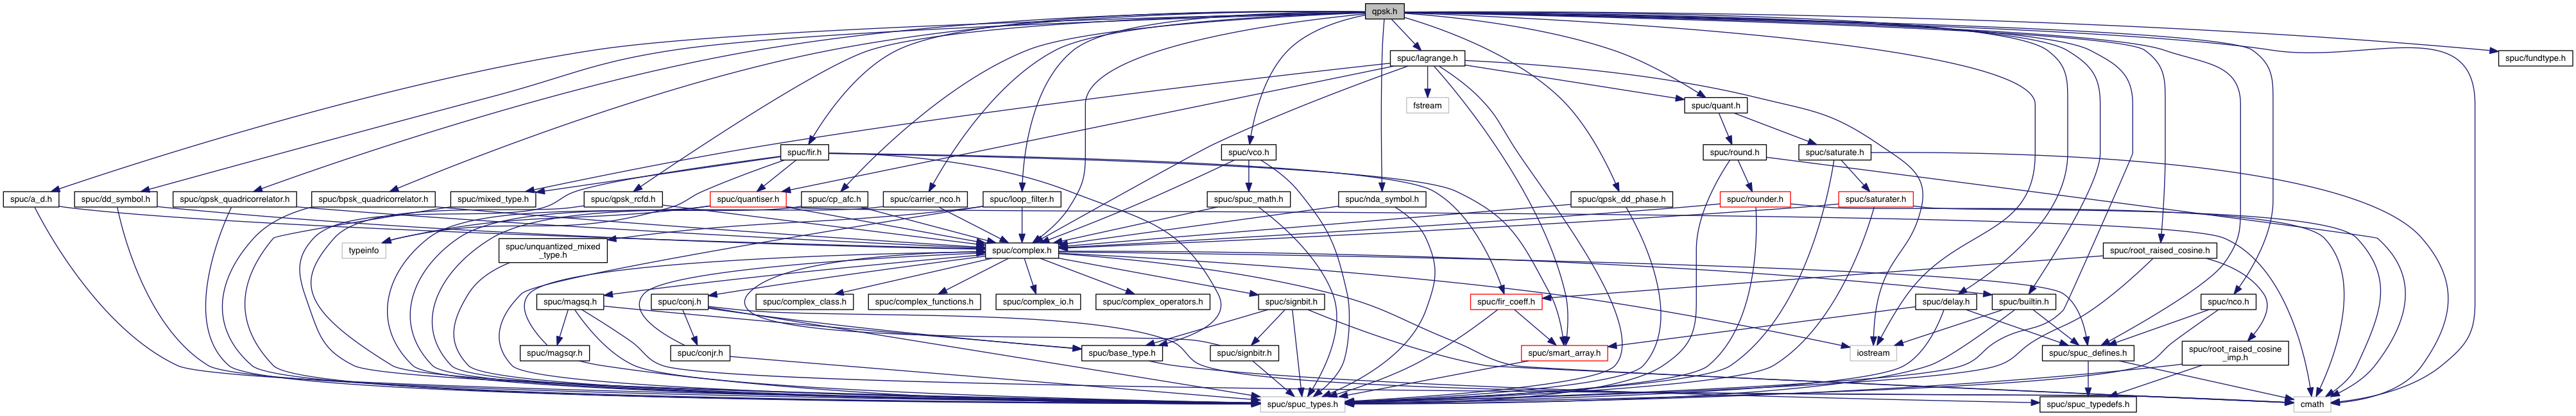 qpsk.h
spuc/lagrange.h
spuc/fundtype.h
fstream
spuc/quant.h
spuc/fir.h
spuc/vco.h
spuc/round.h
spuc/saturate.h
spuc/a_d.h
spuc/dd_symbol.h
spuc/qpsk_quadricorrelator.h
spuc/bpsk_quadricorrelator.h
spuc/mixed_type.h
spuc/qpsk_rcfd.h
spuc/quantiser.h
spuc/cp_afc.h
spuc/carrier_nco.h
spuc/loop_filter.h
spuc/spuc_math.h
spuc/nda_symbol.h
spuc/qpsk_dd_phase.h
spuc/rounder.h
spuc/saturater.h
typeinfo
spuc/unquantized_mixed
_type.h
spuc/complex.h
spuc/root_raised_cosine.h
spuc/magsq.h
spuc/conj.h
spuc/complex_class.h
spuc/complex_functions.h
spuc/complex_io.h
spuc/complex_operators.h
spuc/signbit.h
spuc/fir_coeff.h
spuc/delay.h
spuc/builtin.h
spuc/nco.h
spuc/magsqr.h
spuc/conjr.h
spuc/base_type.h
spuc/signbitr.h
spuc/smart_array.h
iostream
spuc/spuc_defines.h
spuc/root_raised_cosine
_imp.h
spuc/spuc_types.h
spuc/spuc_typedefs.h
cmath